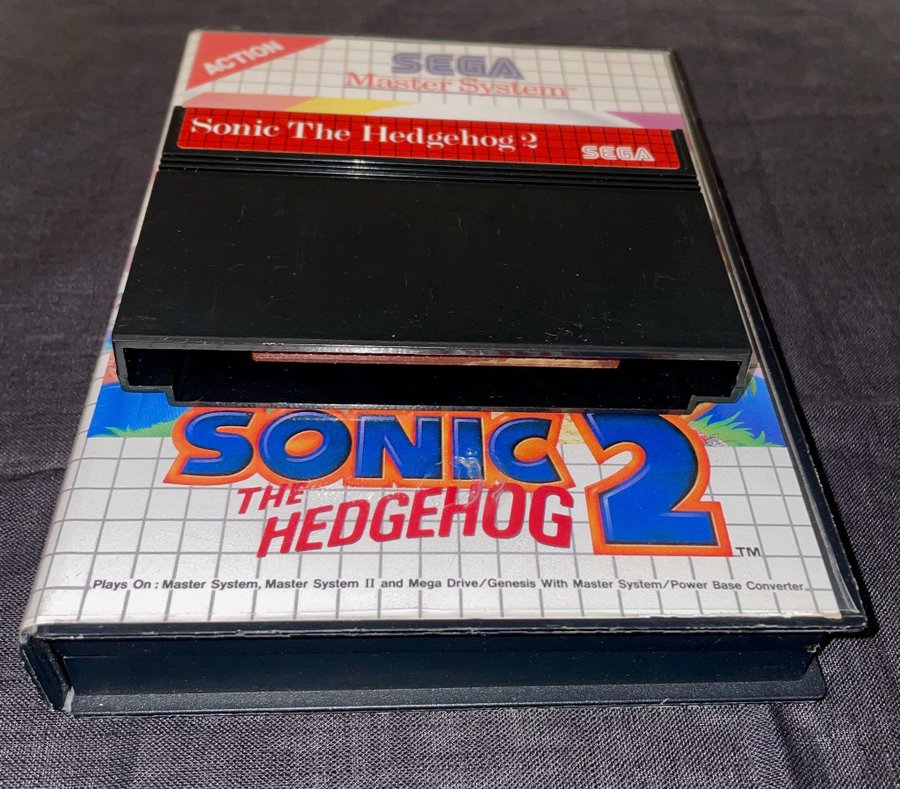 ACTION
SEGA
Master System™
Sonic The Hedgehog 2
SEGA
SONIC 2
THE
HEDGEHOG
™
Plays On : Master System, Master System II and Mega Drive/Genesis With Master System/Power Base Converter.